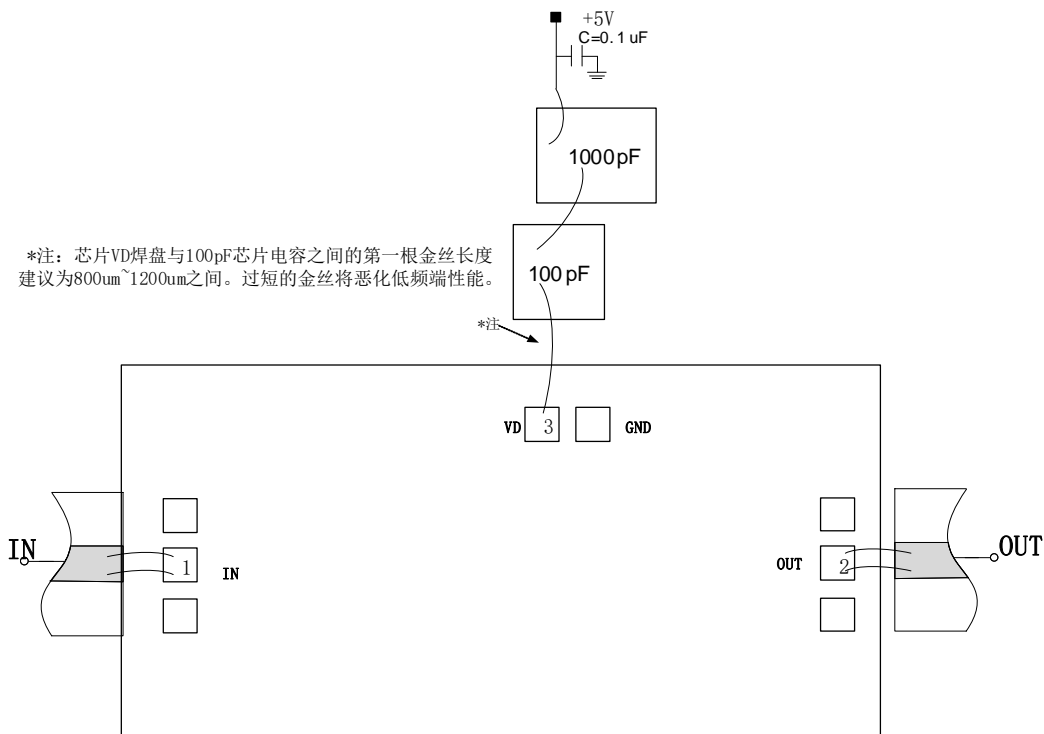 +5V
C=0.1 uF
1000pF
*注：芯片VD焊盘与100pF芯片电容之间的第一根金丝长度
建议为800um~1200um之间。过短的金丝将恶化低频端性能。
100pF
*注
VD 3 GND
IN 1 IN
OUT 2 OUT